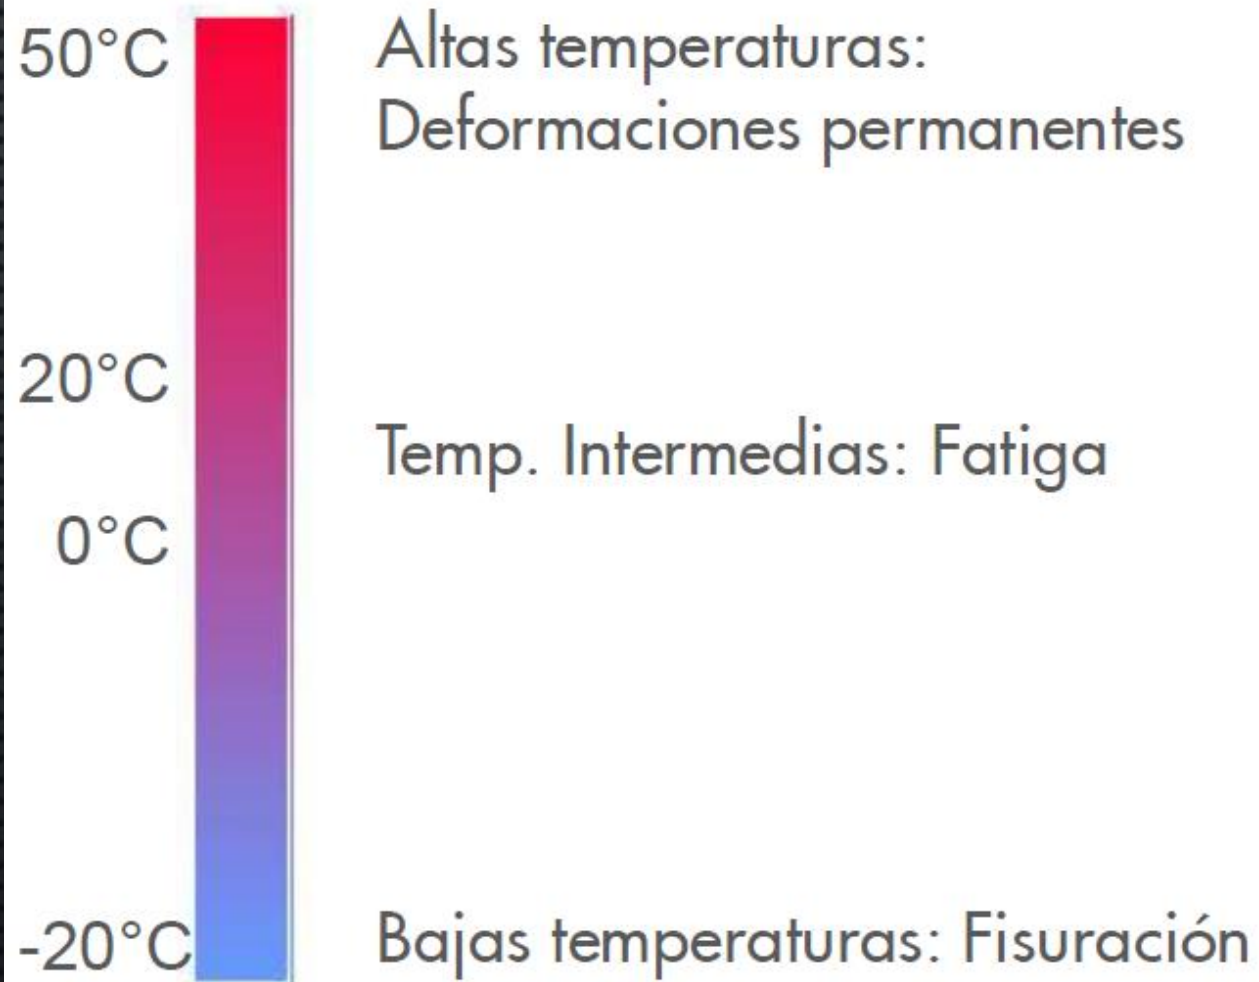 50°C
Altas temperaturas:
Deformaciones permanentes
20°C
Temp. Intermedias: Fatiga
0°C
-20°C
Bajas temperaturas: Fisuración